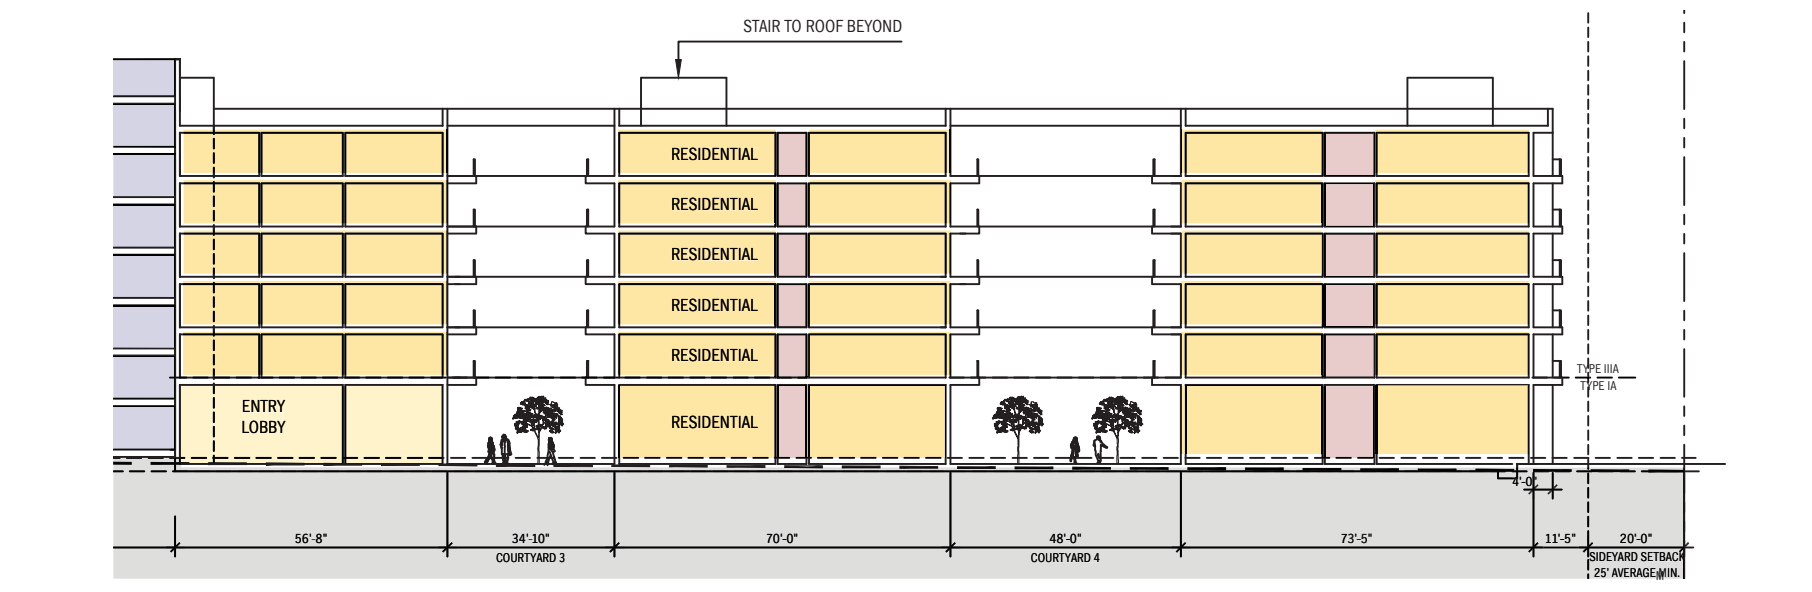 STAIR TO ROOF BEYOND
RESIDENTIAL
RESIDENTIAL
RESIDENTIAL
RESIDENTIAL
RESIDENTIAL
TYPE IIIA
TYPE IA
ENTRY
LOBBY
RESIDENTIAL
4'-0"
56'-8"
34'-10"
70'-0"
48'-0"
73'-5"
11'-5"
20'-0"
COURTYARD 3
COURTYARD 4
SIDEYARD SETBACK
25' AVERAGE MIN.